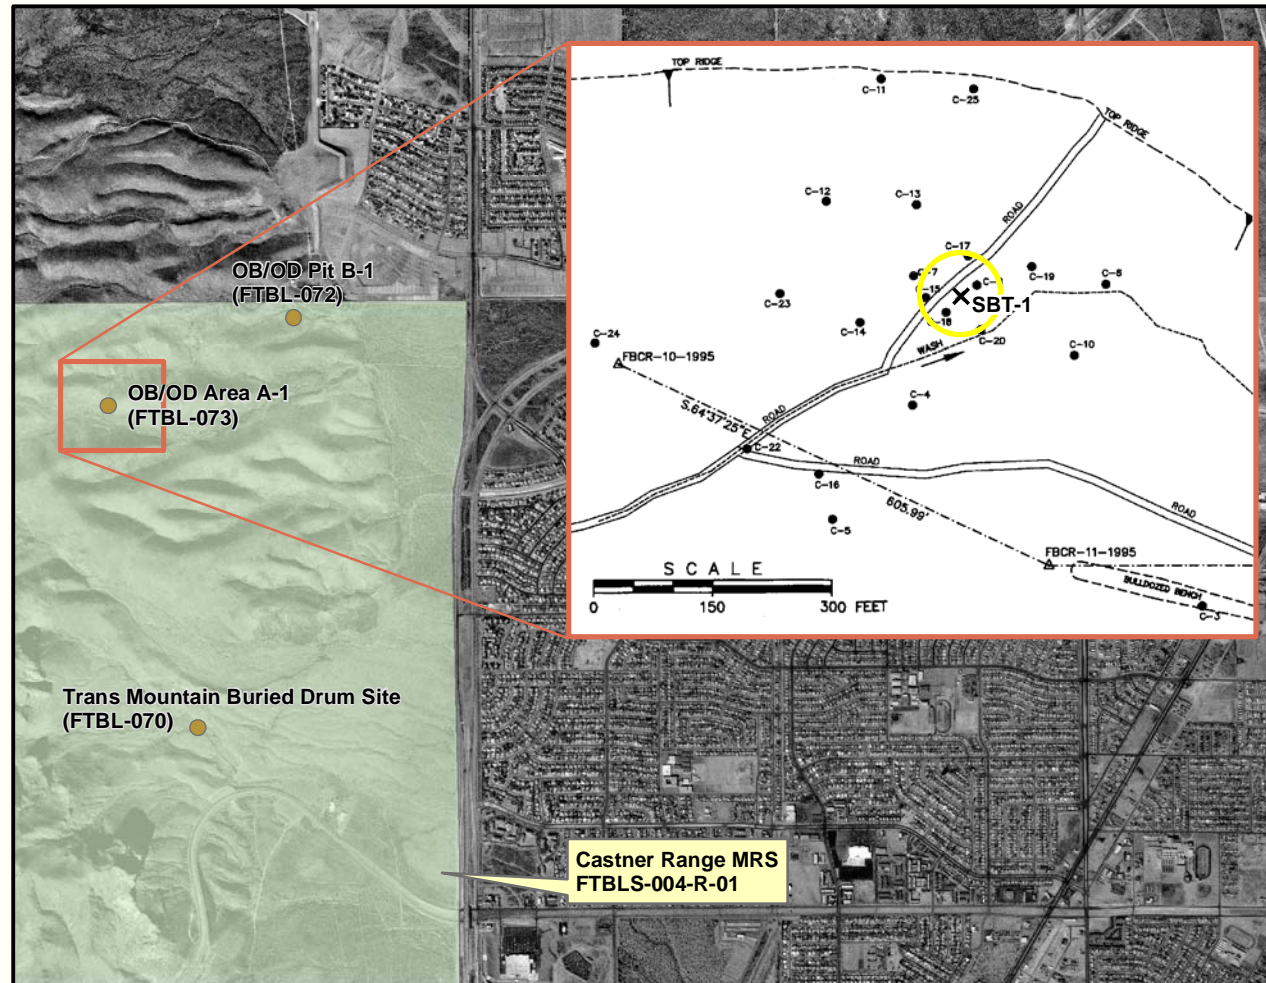 TOP RIDGE
C-11
C-25
TOP RIDGE
C-12
C-13
ROAD
C-17
C-7
C-19
C-8
C-15
SBT-1
C-23
C-18
C-14
C-20
C-24
WASH
C-10
FBCR-10-1995
C-4
S.64°37'25"E
ROAD
C-22
ROAD
C-16
605.99'
ROAD
C-5
FBCR-11-1995
SCALE
BULLDOZED BENCH
0 150 300 FEET
C-3
OB/OD Pit B-1
(FTBL-072)
OB/OD Area A-1
(FTBL-073)
Trans Mountain Buried Drum Site
(FTBL-070)
Castner Range MRS
FTBLS-004-R-01